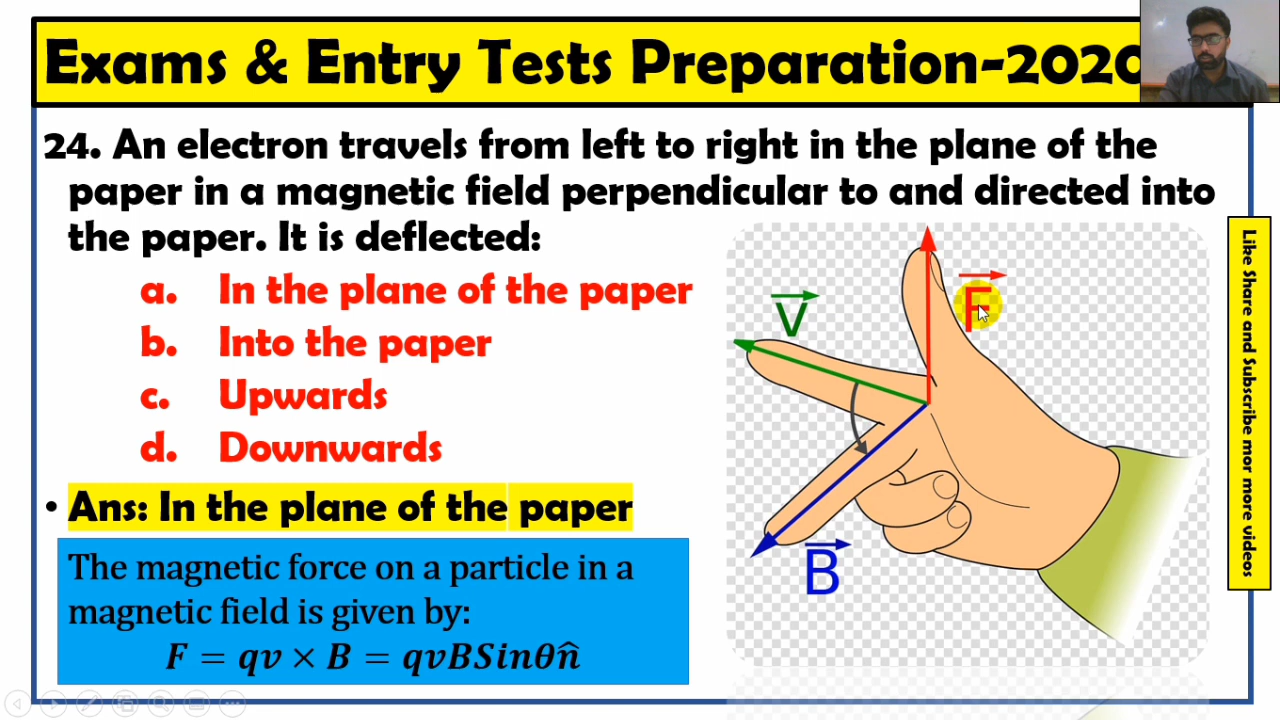 Exams & Entry Tests Preparation-2020
24. An electron travels from left to right in the plane of the
paper in a magnetic field perpendicular to and directed into
the paper. It is deflected:
a. In the plane of the paper
b. Into the paper
c. Upwards
d. Downwards
• Ans: In the plane of the paper
The magnetic force on a particle in a
magnetic field is given by:
F = qv × B = qvBSinθn̂
V
F
B
Like Share and Subscribe mor more videos